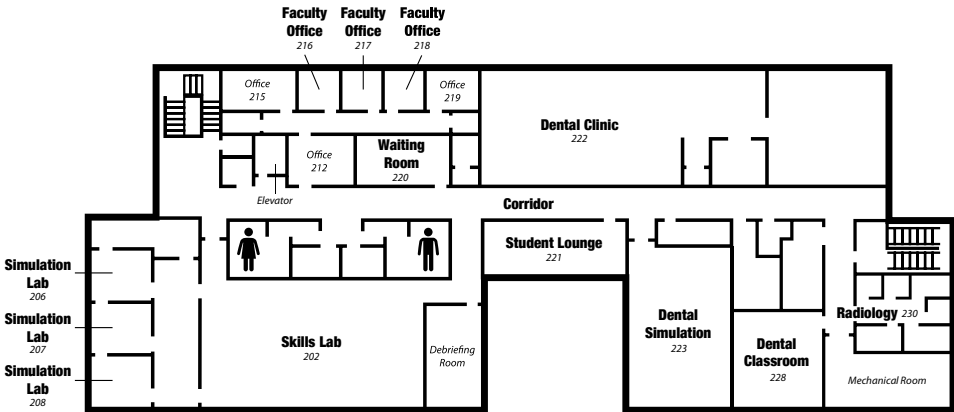 Faculty
Office
216
Faculty
Office
217
Faculty
Office
218
Office
215
Office
219
Dental Clinic
222
Office
212
Waiting
Room
220
Elevator
Corridor
Student Lounge
221
Simulation
Lab
206
Simulation
Lab
207
Simulation
Lab
208
Skills Lab
202
Debriefing
Room
Dental
Simulation
223
Dental
Classroom
228
Radiology 230
Mechanical Room